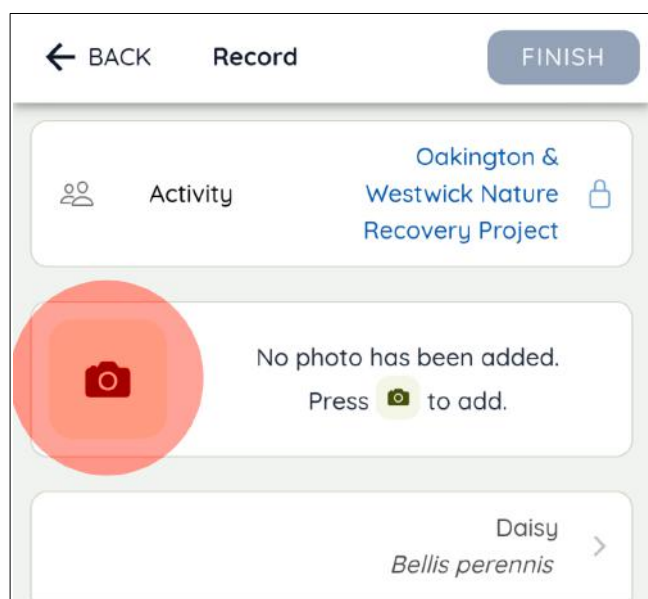 BACK Record FINISH
Activity
Oakington &
Westwick Nature
Recovery Project
No photo has been added.
Press to add.
Daisy
Bellis perennis